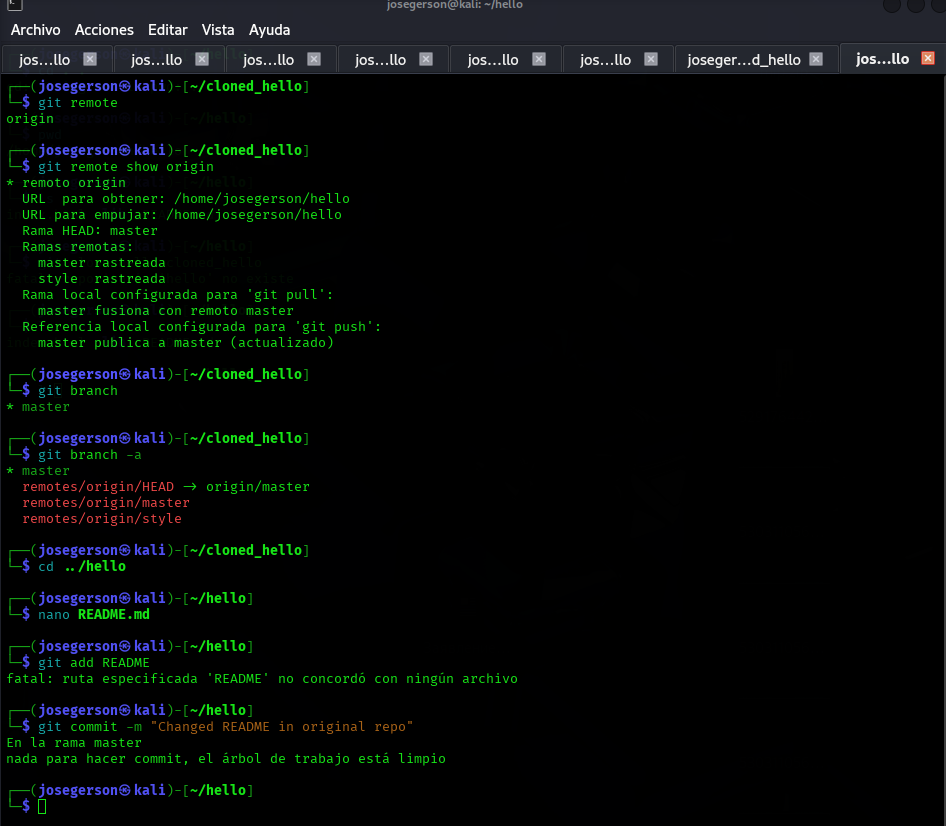 josegerson@kali: ~/hello
Archivo Acciones Editar Vista Ayuda
jos...llo jos...llo jos...llo jos...llo jos...llo jos...llo joseger...d_hello jos...llo
┌──(josegerson㉿kali)-[~/cloned_hello]
└─$ git remote
origin
┌──(josegerson㉿kali)-[~/cloned_hello]
└─$ git remote show origin
* remoto origin
  URL  para obtener: /home/josegerson/hello
  URL para empujar: /home/josegerson/hello
  Rama HEAD: master
  Ramas remotas:
    master rastreada
    style  rastreada
  Rama local configurada para 'git pull':
    master fusiona con remoto master
  Referencia local configurada para 'git push':
    master publica a master (actualizado)
┌──(josegerson㉿kali)-[~/cloned_hello]
└─$ git branch
* master
┌──(josegerson㉿kali)-[~/cloned_hello]
└─$ git branch -a
* master
  remotes/origin/HEAD -> origin/master
  remotes/origin/master
  remotes/origin/style
┌──(josegerson㉿kali)-[~/cloned_hello]
└─$ cd ../hello
┌──(josegerson㉿kali)-[~/hello]
└─$ nano README.md
┌──(josegerson㉿kali)-[~/hello]
└─$ git add README
fatal: ruta especificada 'README' no concordó con ningún archivo
┌──(josegerson㉿kali)-[~/hello]
└─$ git commit -m "Changed README in original repo"
En la rama master
nada para hacer commit, el árbol de trabajo está limpio
┌──(josegerson㉿kali)-[~/hello]
└─$